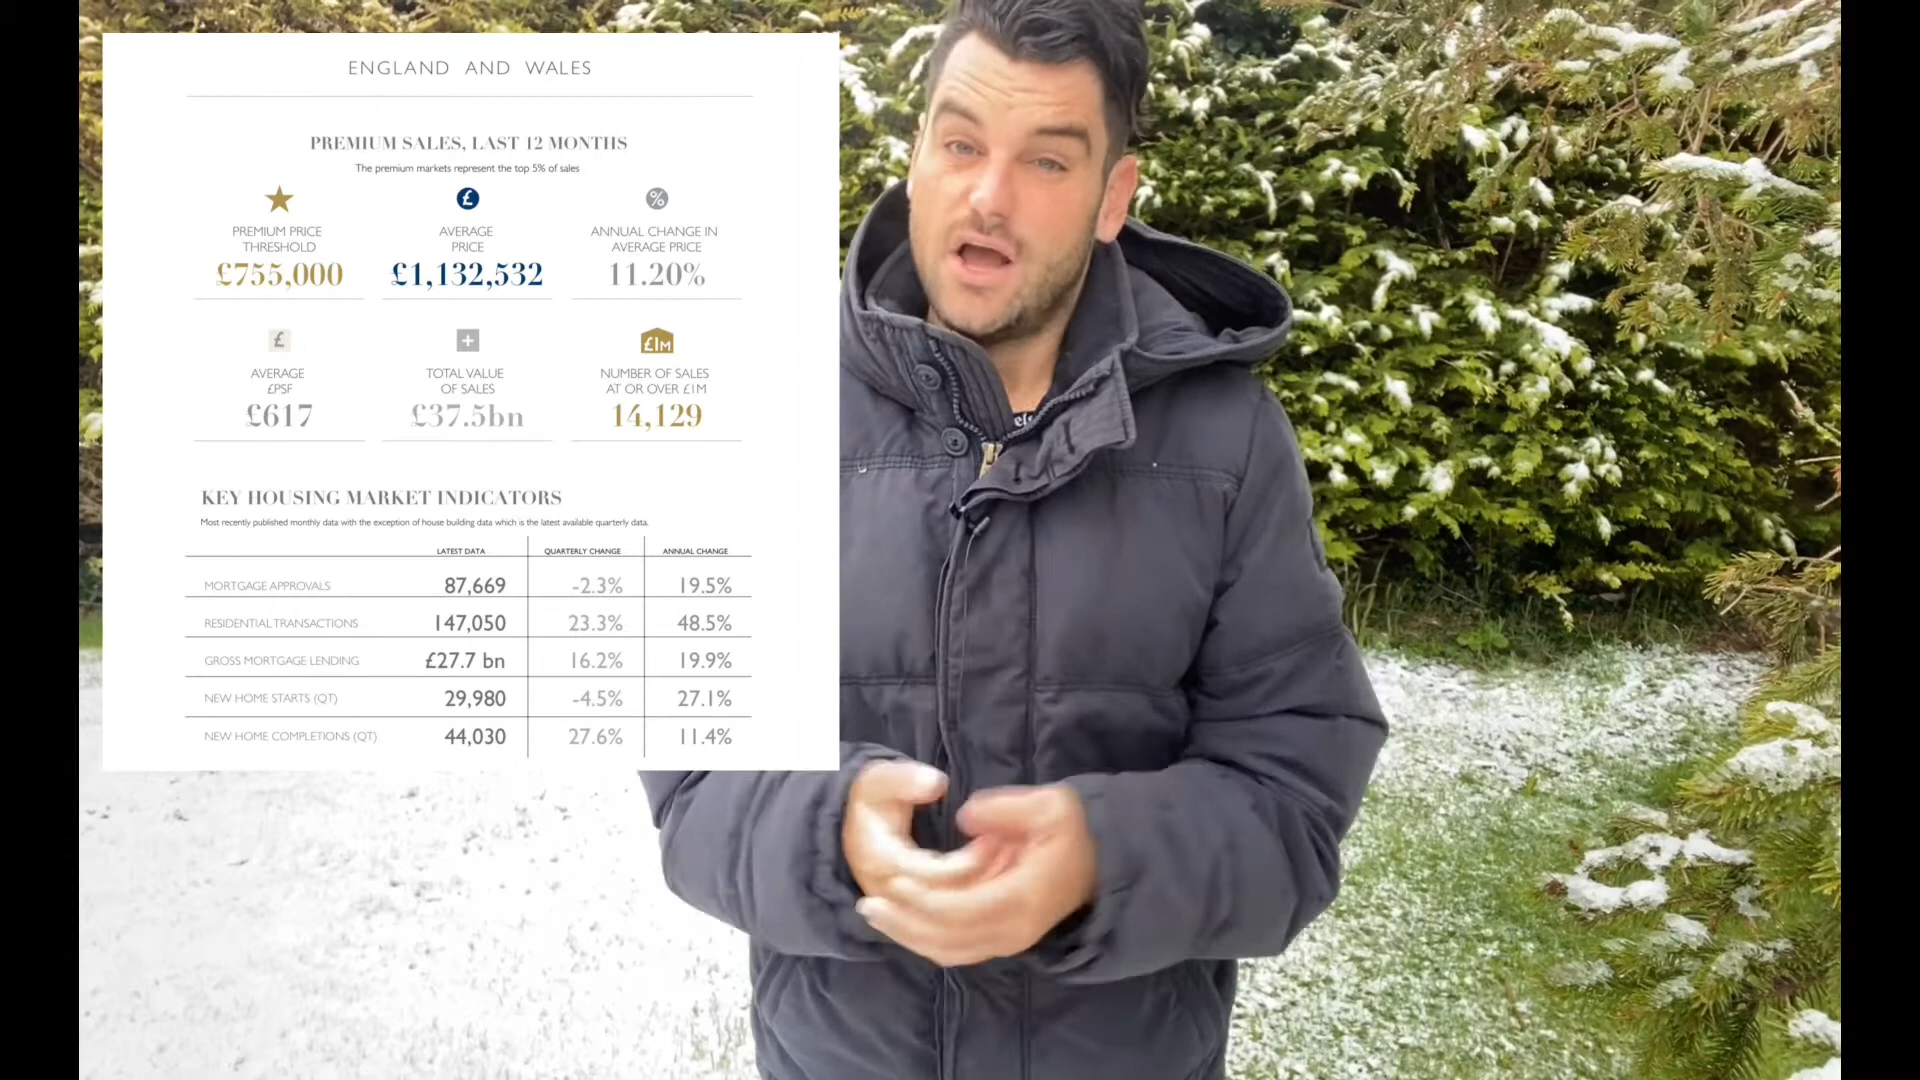 ENGLAND AND WALES
PREMIUM SALES, LAST 12 MONTHS
The premium markets represent the top 5% of sales
£
%
PREMIUM PRICE
THRESHOLD
£755,000
AVERAGE
PRICE
£1,132,532
ANNUAL CHANGE IN
AVERAGE PRICE
11.20%
£
+
£1M
AVERAGE
£PSF
£617
TOTAL VALUE
OF SALES
£37.5bn
NUMBER OF SALES
AT OR OVER £1M
14,129
KEY HOUSING MARKET INDICATORS
Most recently published monthly data with the exception of house building data which is the latest available quarterly data.
LATEST DATA QUARTERLY CHANGE ANNUAL CHANGE
MORTGAGE APPROVALS 87,669 -2.3% 19.5%
RESIDENTIAL TRANSACTIONS 147,050 23.3% 48.5%
GROSS MORTGAGE LENDING £27.7 bn 16.2% 19.9%
NEW HOME STARTS (QT) 29,980 -4.5% 27.1%
NEW HOME COMPLETIONS (QT) 44,030 27.6% 11.4%